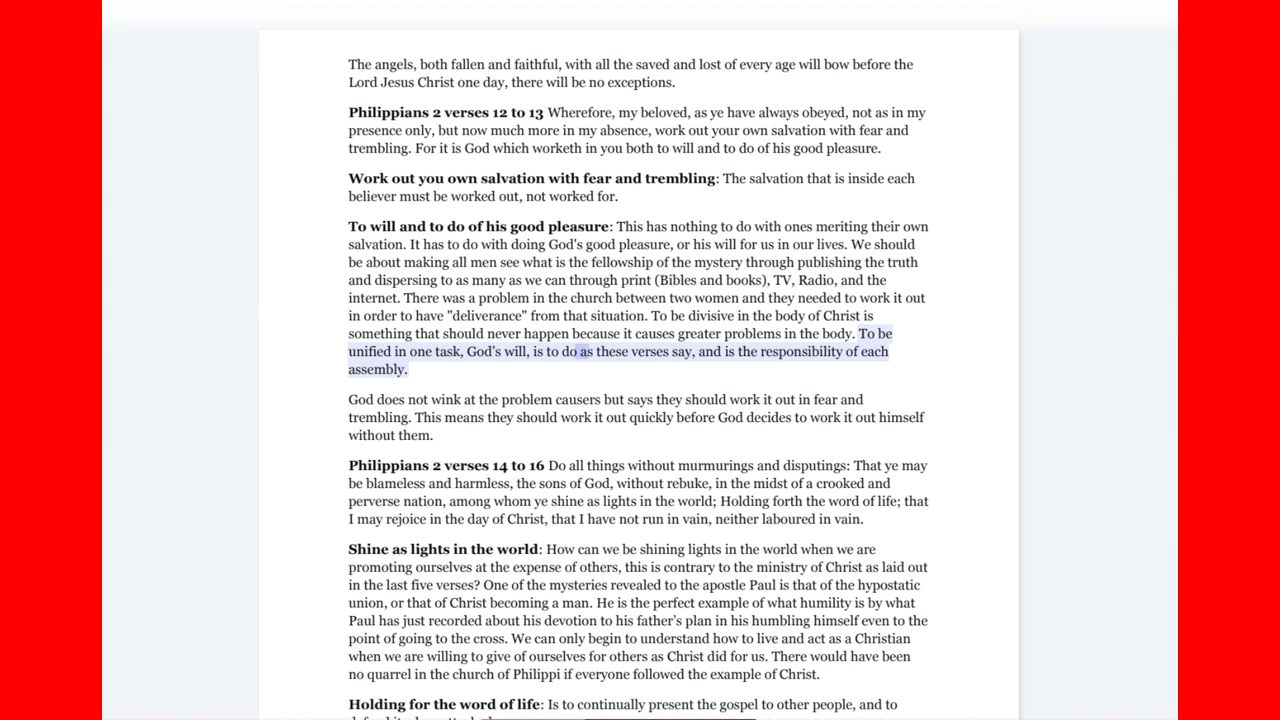 The angels, both fallen and faithful, with all the saved and lost of every age will bow before the
Lord Jesus Christ one day, there will be no exceptions.
Philippians 2 verses 12 to 13 Wherefore, my beloved, as ye have always obeyed, not as in my
presence only, but now much more in my absence, work out your own salvation with fear and
trembling. For it is God which worketh in you both to will and to do of his good pleasure.
Work out you own salvation with fear and trembling: The salvation that is inside each
believer must be worked out, not worked for.
To will and to do of his good pleasure: This has nothing to do with ones meriting their own
salvation. It has to do with doing God's good pleasure, or his will for us in our lives. We should
be about making all men see what is the fellowship of the mystery through publishing the truth
and dispersing to as many as we can through print (Bibles and books), TV, Radio, and the
internet. There was a problem in the church between two women and they needed to work it out
in order to have "deliverance" from that situation. To be divisive in the body of Christ is
something that should never happen because it causes greater problems in the body. To be
unified in one task, God's will, is to do as these verses say, and is the responsibility of each
assembly.
God does not wink at the problem causers but says they should work it out in fear and
trembling. This means they should work it out quickly before God decides to work it out himself
without them.
Philippians 2 verses 14 to 16 Do all things without murmurings and disputings: That ye may
be blameless and harmless, the sons of God, without rebuke, in the midst of a crooked and
perverse nation, among whom ye shine as lights in the world; Holding forth the word of life; that
I may rejoice in the day of Christ, that I have not run in vain, neither laboured in vain.
Shine as lights in the world: How can we be shining lights in the world when we are
promoting ourselves at the expense of others, this is contrary to the ministry of Christ as laid out
in the last five verses? One of the mysteries revealed to the apostle Paul is that of the hypostatic
union, or that of Christ becoming a man. He is the perfect example of what humility is by what
Paul has just recorded about his devotion to his father's plan in his humbling himself even to the
point of going to the cross. We can only begin to understand how to live and act as a Christian
when we are willing to give of ourselves for others as Christ did for us. There would have been
no quarrel in the church of Philippi if everyone followed the example of Christ.
Holding for the word of life: Is to continually present the gospel to other people, and to